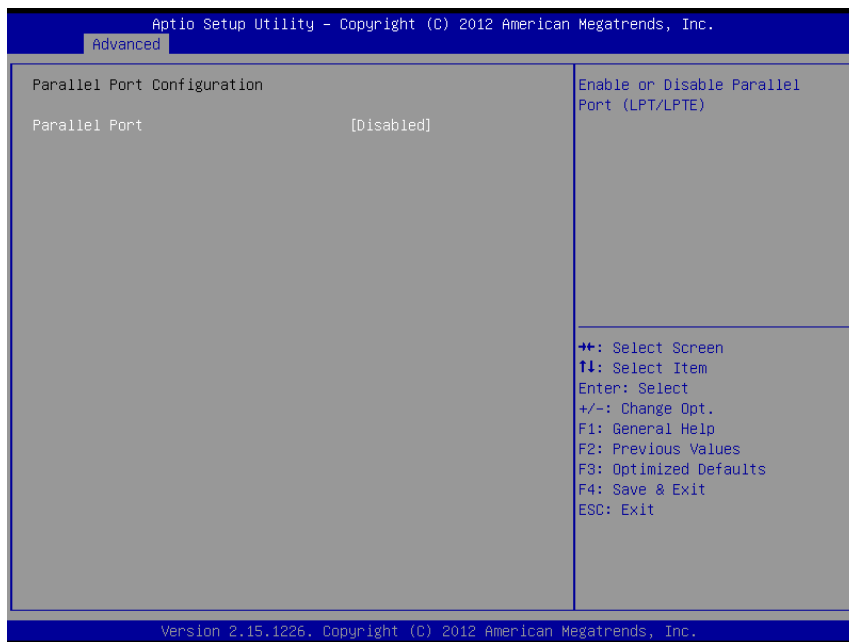 Aptio Setup Utility – Copyright (C) 2012 American Megatrends, Inc.
Advanced
Parallel Port Configuration
Parallel Port [Disabled]
Enable or Disable Parallel
Port (LPT/LPTE)
→←: Select Screen
↑↓: Select Item
Enter: Select
+/-: Change Opt.
F1: General Help
F2: Previous Values
F3: Optimized Defaults
F4: Save & Exit
ESC: Exit
Version 2.15.1226. Copyright (C) 2012 American Megatrends, Inc.